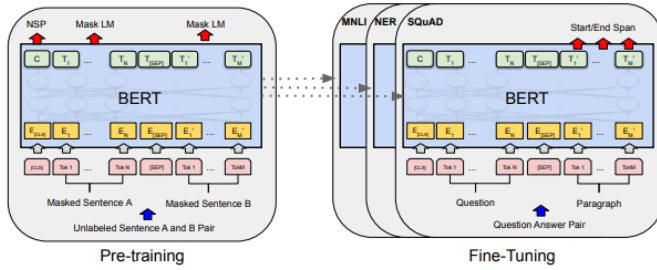 NSP Mask LM Mask LM
C T1 ... TN T[SEP] T1' ... TM'
BERT
E[CLS] E1 ... EN E[SEP] E1' ... EM'
[CLS] Tok 1 ... Tok N [SEP] Tok 1 ... TokM
Masked Sentence A Masked Sentence B
Unlabeled Sentence A and B Pair
Pre-training
MNLI NER SQuAD Start/End Span
C T1 ... TN T[SEP] T1' ... TM'
BERT
E[CLS] E1 ... EN E[SEP] E1' ... EM'
[CLS] Tok 1 ... Tok N [SEP] Tok 1 ... TokM
Question Paragraph
Question Answer Pair
Fine-Tuning